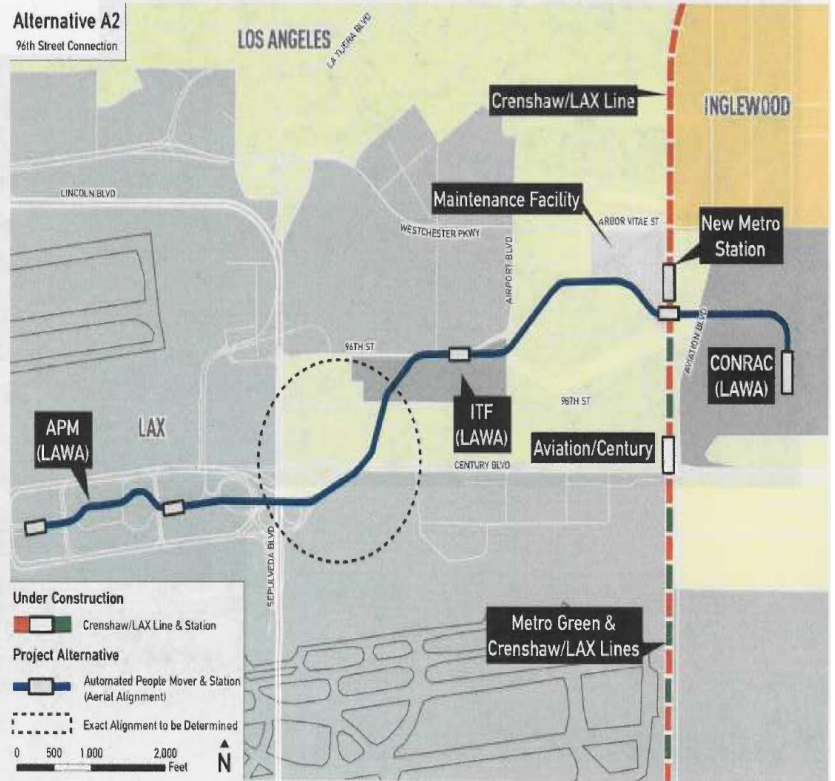 Alternative A2
96th Street Connection
LOS ANGELES
LA TIJERA BLVD
Crenshaw/LAX Line
INGLEWOOD
LINCOLN BLVD
Maintenance Facility
ARBOR VITAE ST
WESTCHESTER PKWY
New Metro
Station
AIRPORT BLVD
AVIATION BLVD
96TH ST
CONRAC
(LAWA)
98TH ST
ITF
(LAWA)
LAX
APM
(LAWA)
Aviation/Century
CENTURY BLVD
SEPULVEDA BLVD
Metro Green &
Crenshaw/LAX Lines
Under Construction
Crenshaw/LAX Line & Station
Project Alternative
Automated People Mover & Station
(Aerial Alignment)
Exact Alignment to be Determined
0 500 1,000 2,000
Feet
N